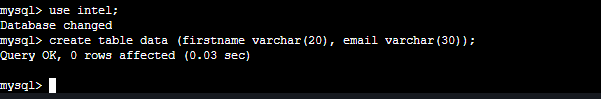 mysql> use intel;
Database changed
mysql> create table data (firstname varchar(20), email varchar(30));
Query OK, 0 rows affected (0.03 sec)
mysql>